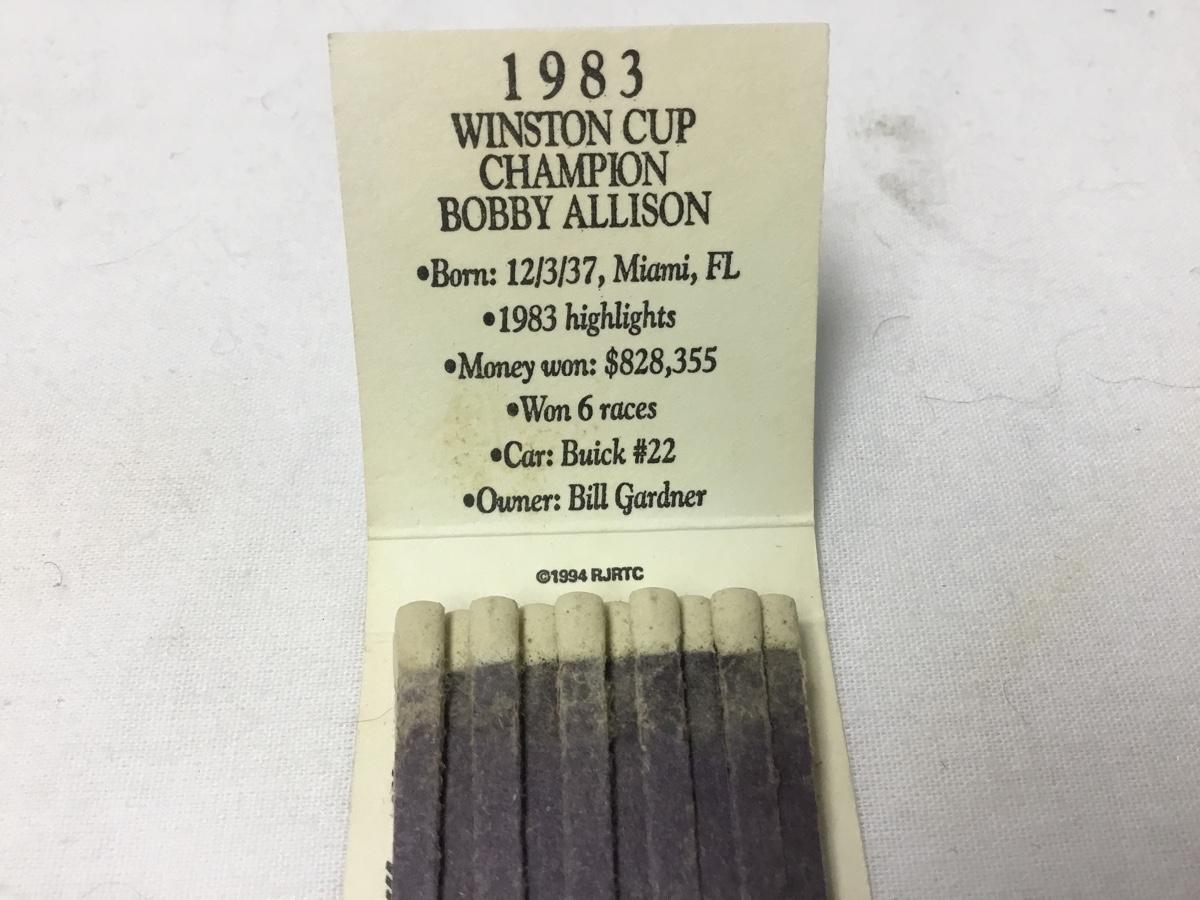 1983
WINSTON CUP
CHAMPION
BOBBY ALLISON
•Born: 12/3/37, Miami, FL
•1983 highlights
•Money won: $828,355
•Won 6 races
•Car: Buick #22
•Owner: Bill Gardner
©1994 RJRTC